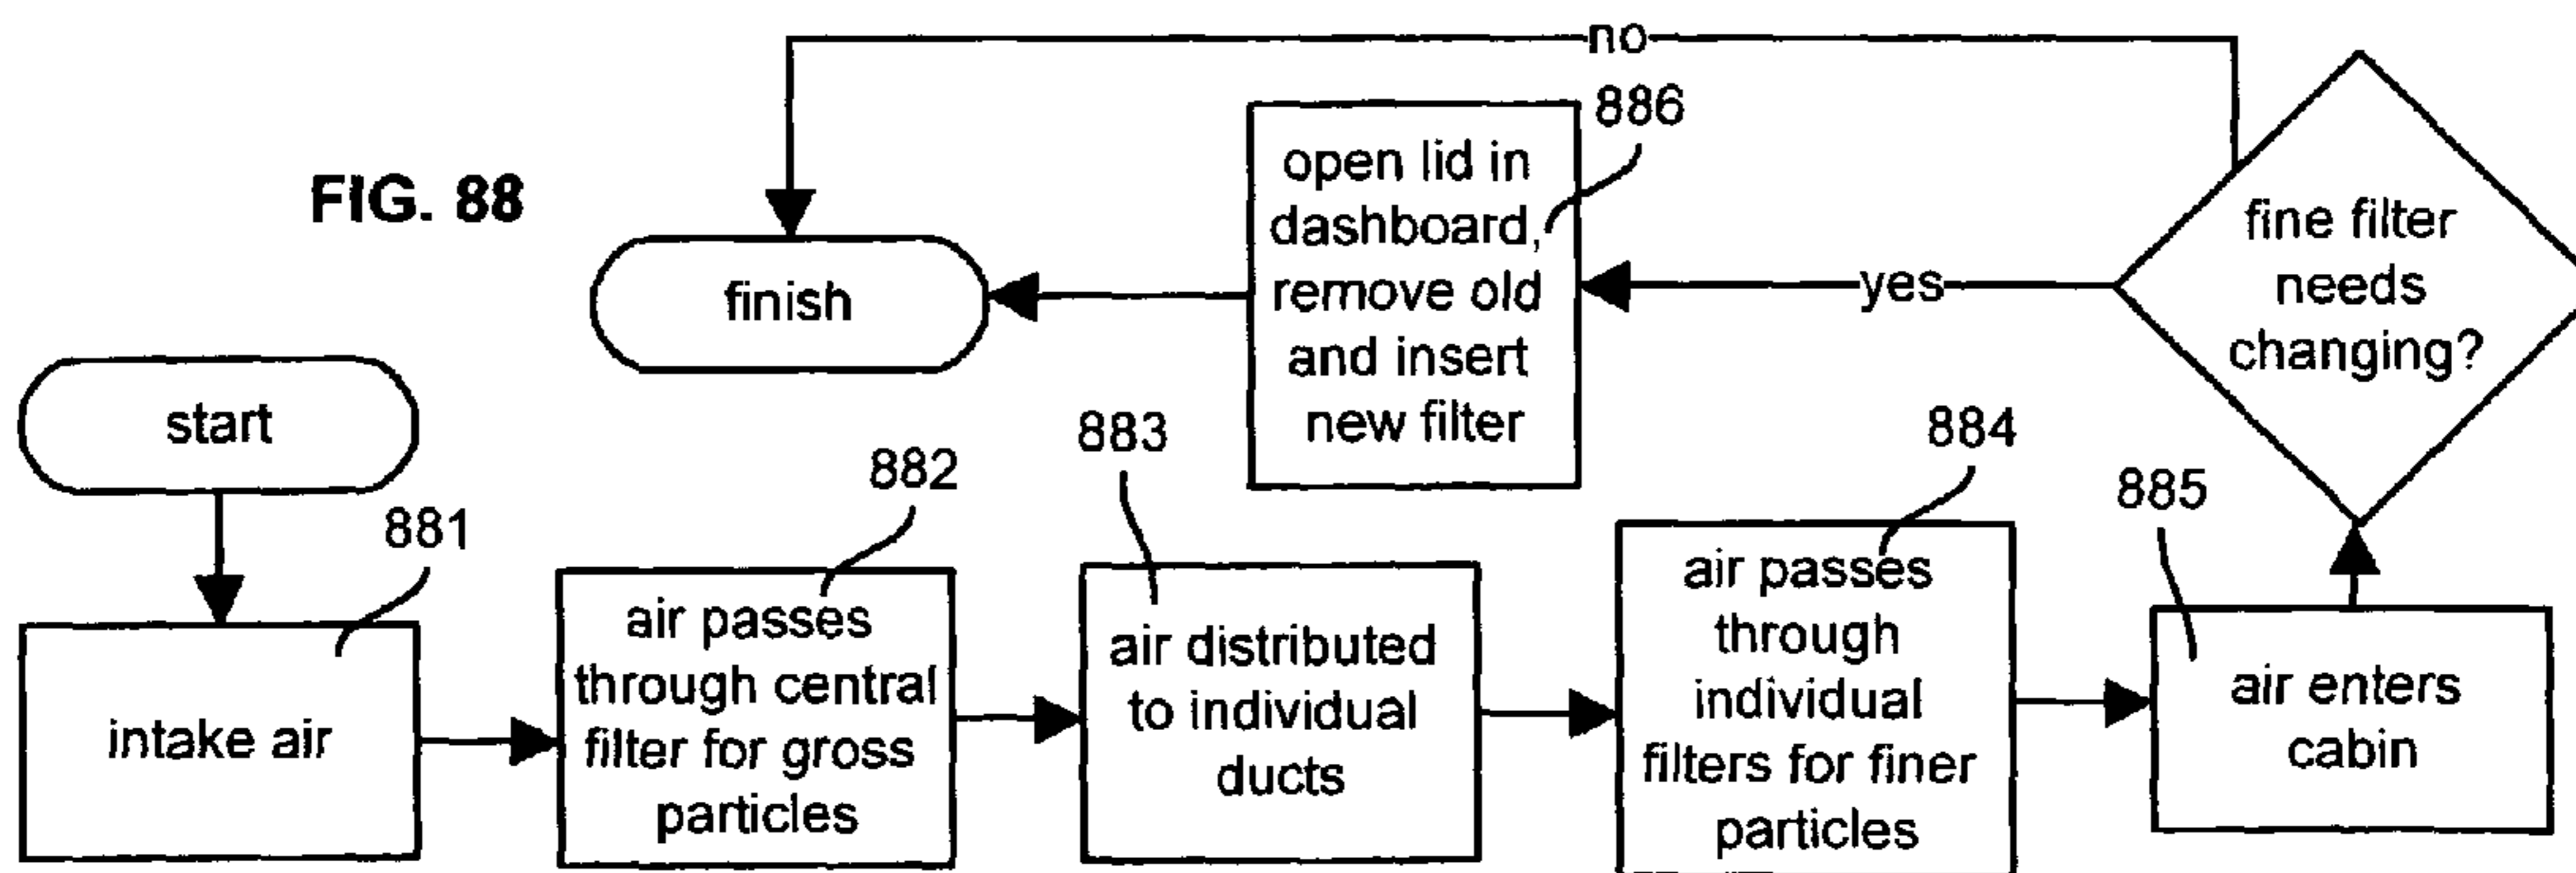 FIG. 88
start
881
intake air
882
air passes
through central
filter for gross
particles
883
air distributed
to individual
ducts
884
air passes
through
individual
filters for finer
particles
885
air enters
cabin
fine filter
needs
changing?
yes
no
886
open lid in
dashboard,
remove old
and insert
new filter
finish